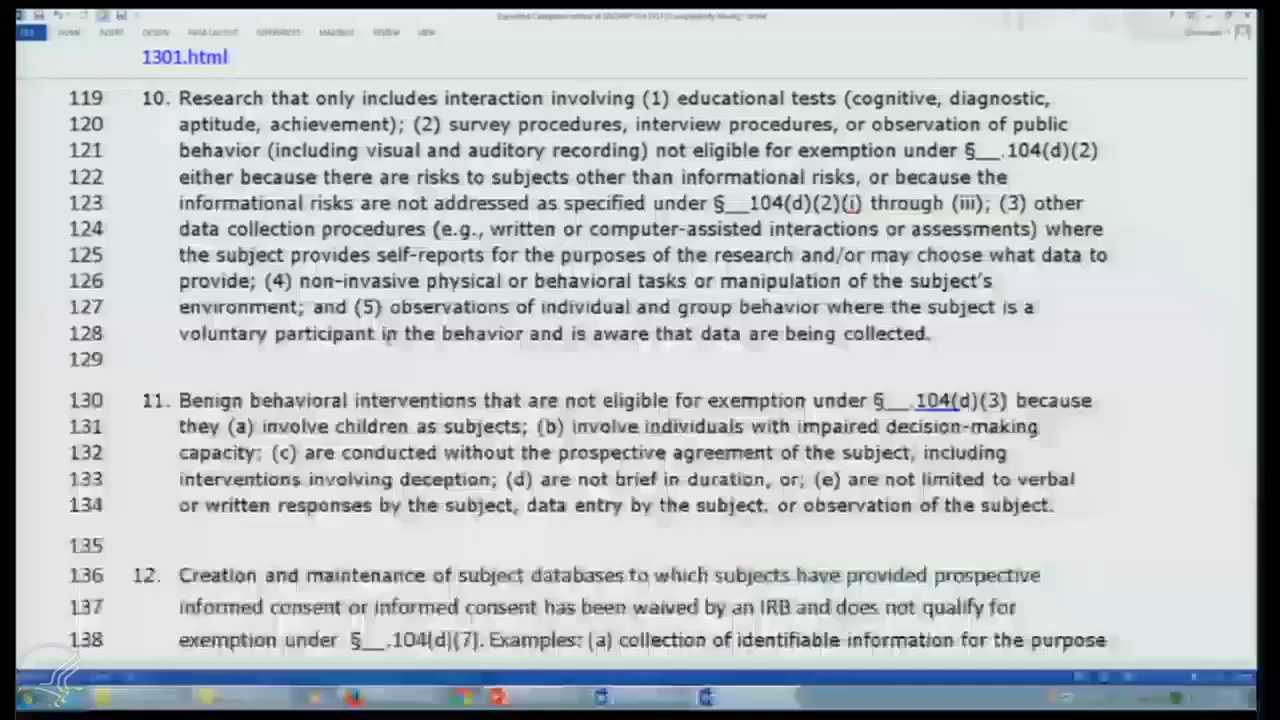 HOME INSERT DESIGN PAGE LAYOUT REFERENCES MAILINGS REVIEW VIEW
1301.html
119 10. Research that only includes interaction involving (1) educational tests (cognitive, diagnostic,
120 aptitude, achievement); (2) survey procedures, interview procedures, or observation of public
121 behavior (including visual and auditory recording) not eligible for exemption under §__.104(d)(2)
122 either because there are risks to subjects other than informational risks, or because the
123 informational risks are not addressed as specified under §__104(d)(2)(i) through (iii); (3) other
124 data collection procedures (e.g., written or computer-assisted interactions or assessments) where
125 the subject provides self-reports for the purposes of the research and/or may choose what data to
126 provide; (4) non-invasive physical or behavioral tasks or manipulation of the subject's
127 environment; and (5) observations of individual and group behavior where the subject is a
128 voluntary participant in the behavior and is aware that data are being collected.
129
130 11. Benign behavioral interventions that are not eligible for exemption under §__.104(d)(3) because
131 they (a) involve children as subjects; (b) involve individuals with impaired decision-making
132 capacity; (c) are conducted without the prospective agreement of the subject, including
133 interventions involving deception; (d) are not brief in duration, or; (e) are not limited to verbal
134 or written responses by the subject, data entry by the subject, or observation of the subject.
135
136 12. Creation and maintenance of subject databases to which subjects have provided prospective
137 informed consent or informed consent has been waived by an IRB and does not qualify for
138 exemption under §__.104(d)(7). Examples: (a) collection of identifiable information for the purpose